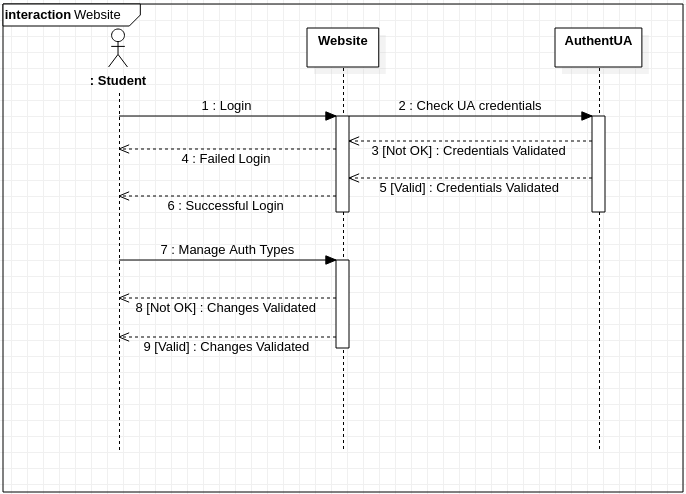 interaction Website
Website
AuthentUA
: Student
1 : Login
2 : Check UA credentials
3 [Not OK] : Credentials Validated
4 : Failed Login
5 [Valid] : Credentials Validated
6 : Successful Login
7 : Manage Auth Types
8 [Not OK] : Changes Validated
9 [Valid] : Changes Validated